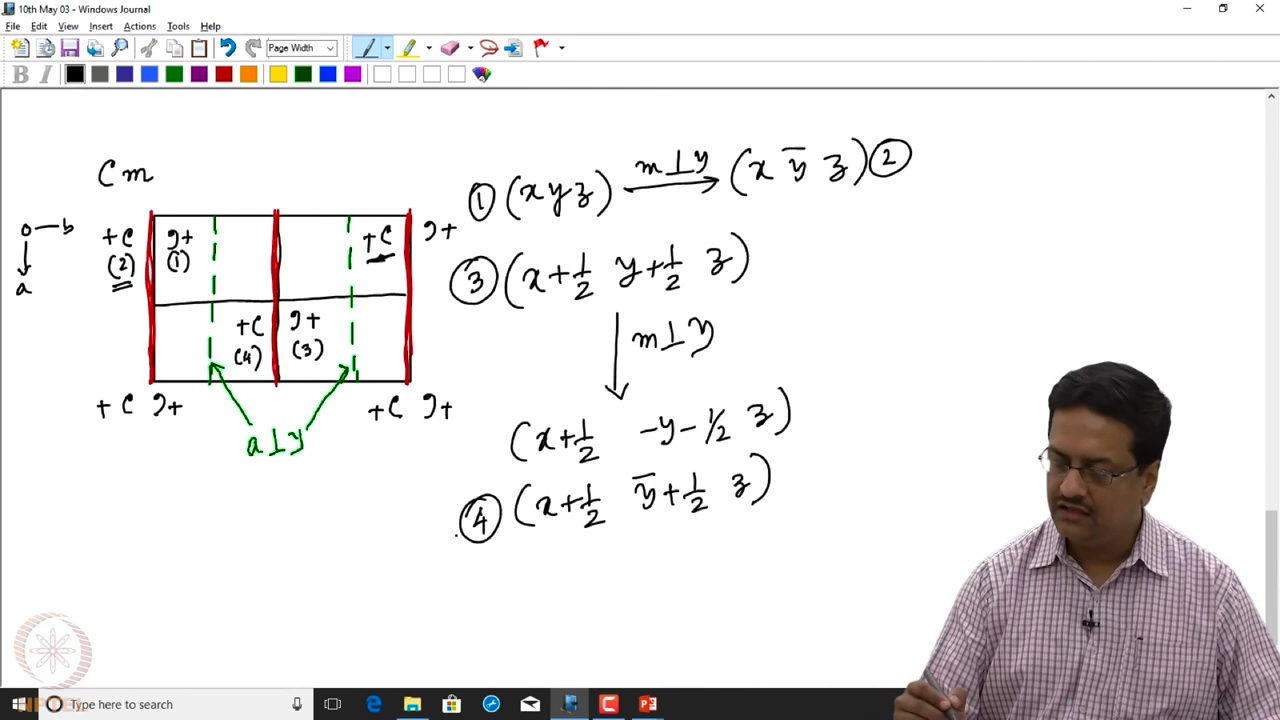 10th May 03 - Windows Journal
File Edit View Insert Actions Tools Help
Page Width
B I
Cm
① (x y z) m⊥y (x y̅ z) ②
o b
a
+C Ɔ+ +C Ɔ+
(2) (1)
③ (x+1/2 y+1/2 z)
+C Ɔ+
(4) (3)
m⊥y
+C Ɔ+ +C Ɔ+
a⊥y
(x+1/2 -y-1/2 z)
④ (x+1/2 y̅+1/2 z)
Type here to search